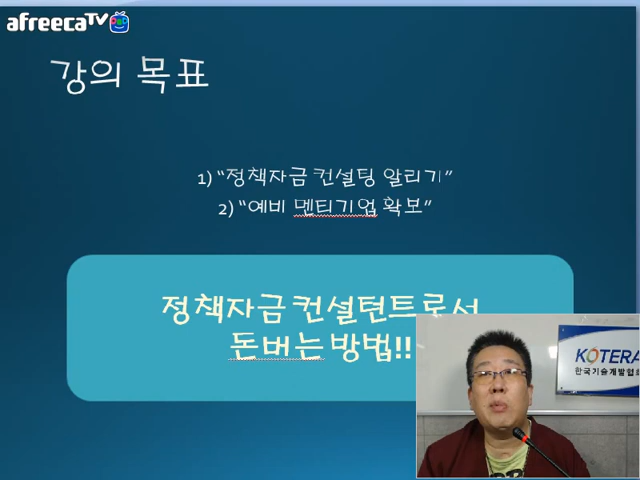 afreecaTV
강의 목표
1) “정책자금 컨설팅 알리기”
2) “예비 멘티기업 확보”
정책자금 컨설턴트로서
돈버는 방법!!
KOTERA
한국기술개발협회